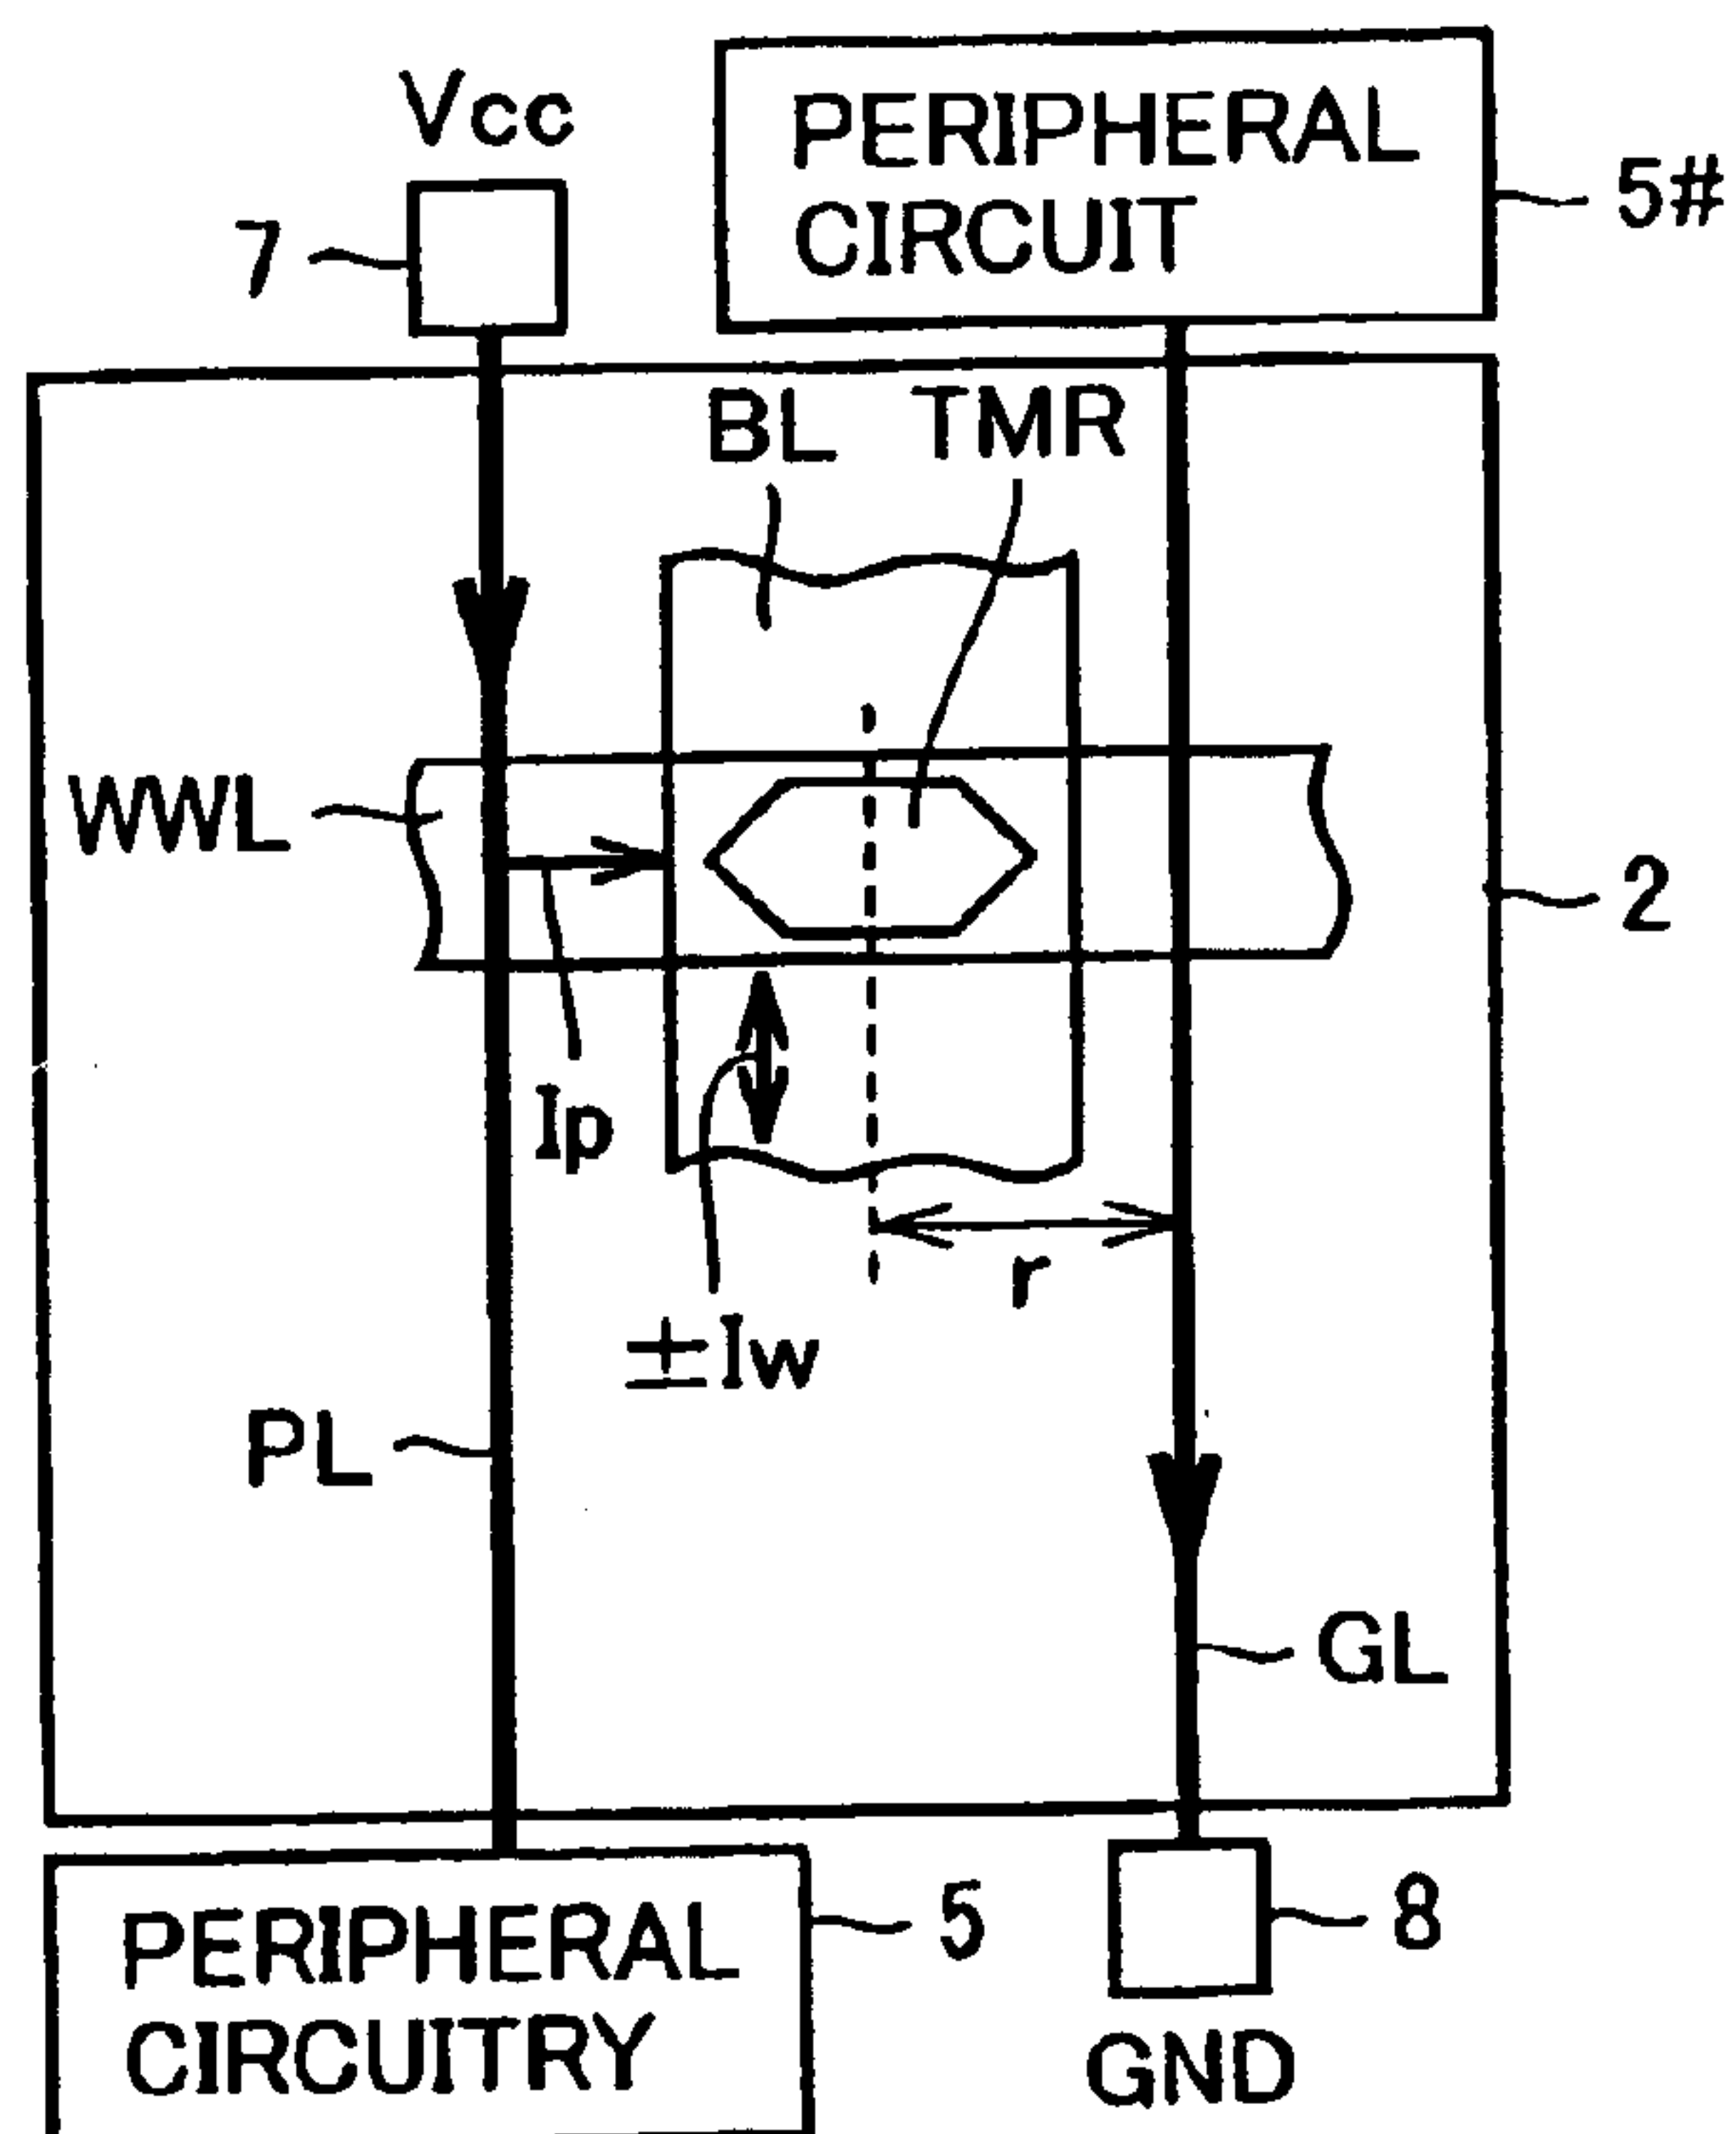 Vcc
PERIPHERAL
CIRCUIT
5#
7
BL
TMR
WWL
2
Ip
r
±Iw
PL
GL
PERIPHERAL
CIRCUITRY
5
8
GND